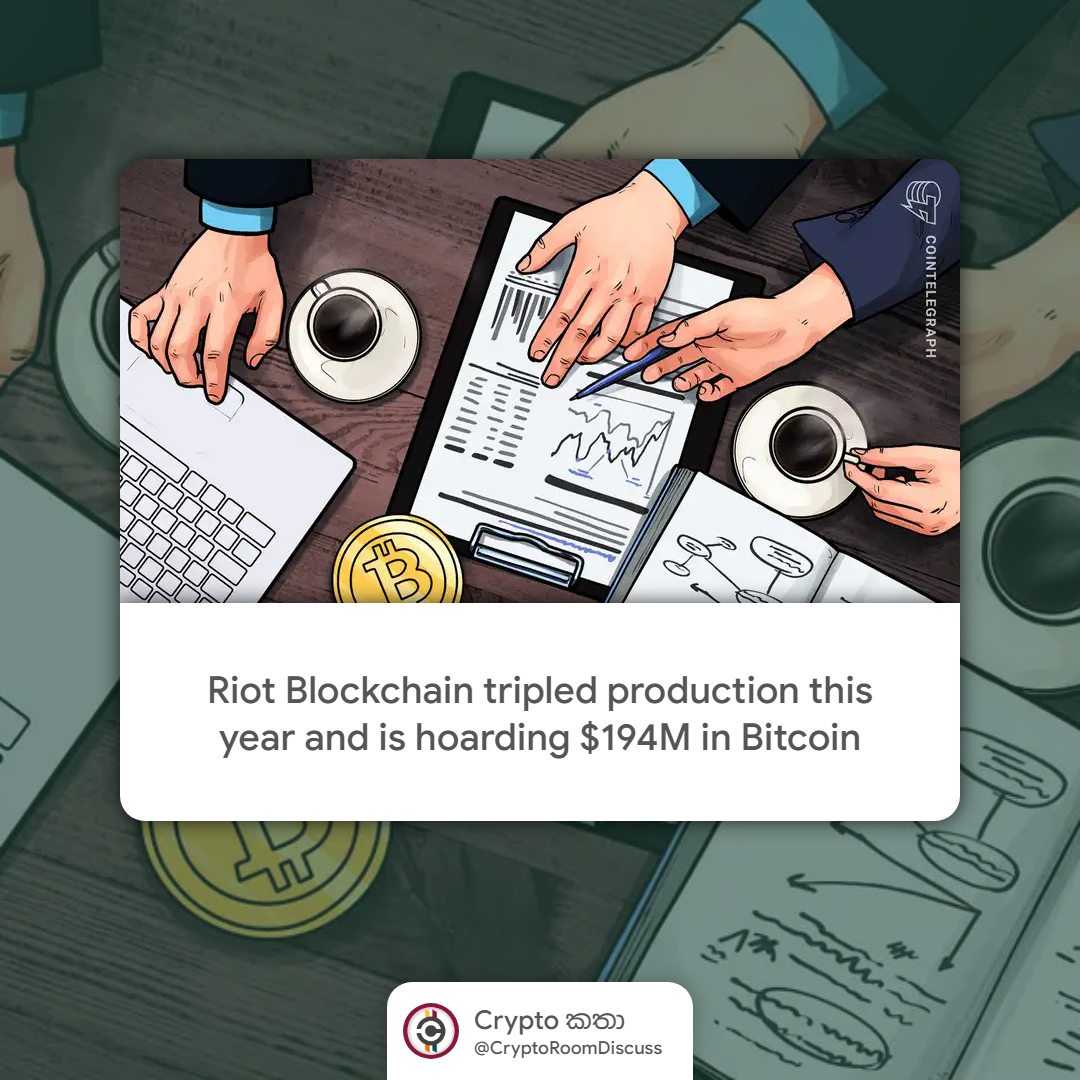 COINTELEGRAPH
Riot Blockchain tripled production this
year and is hoarding $194M in Bitcoin
Crypto කතා
@CryptoRoomDiscuss